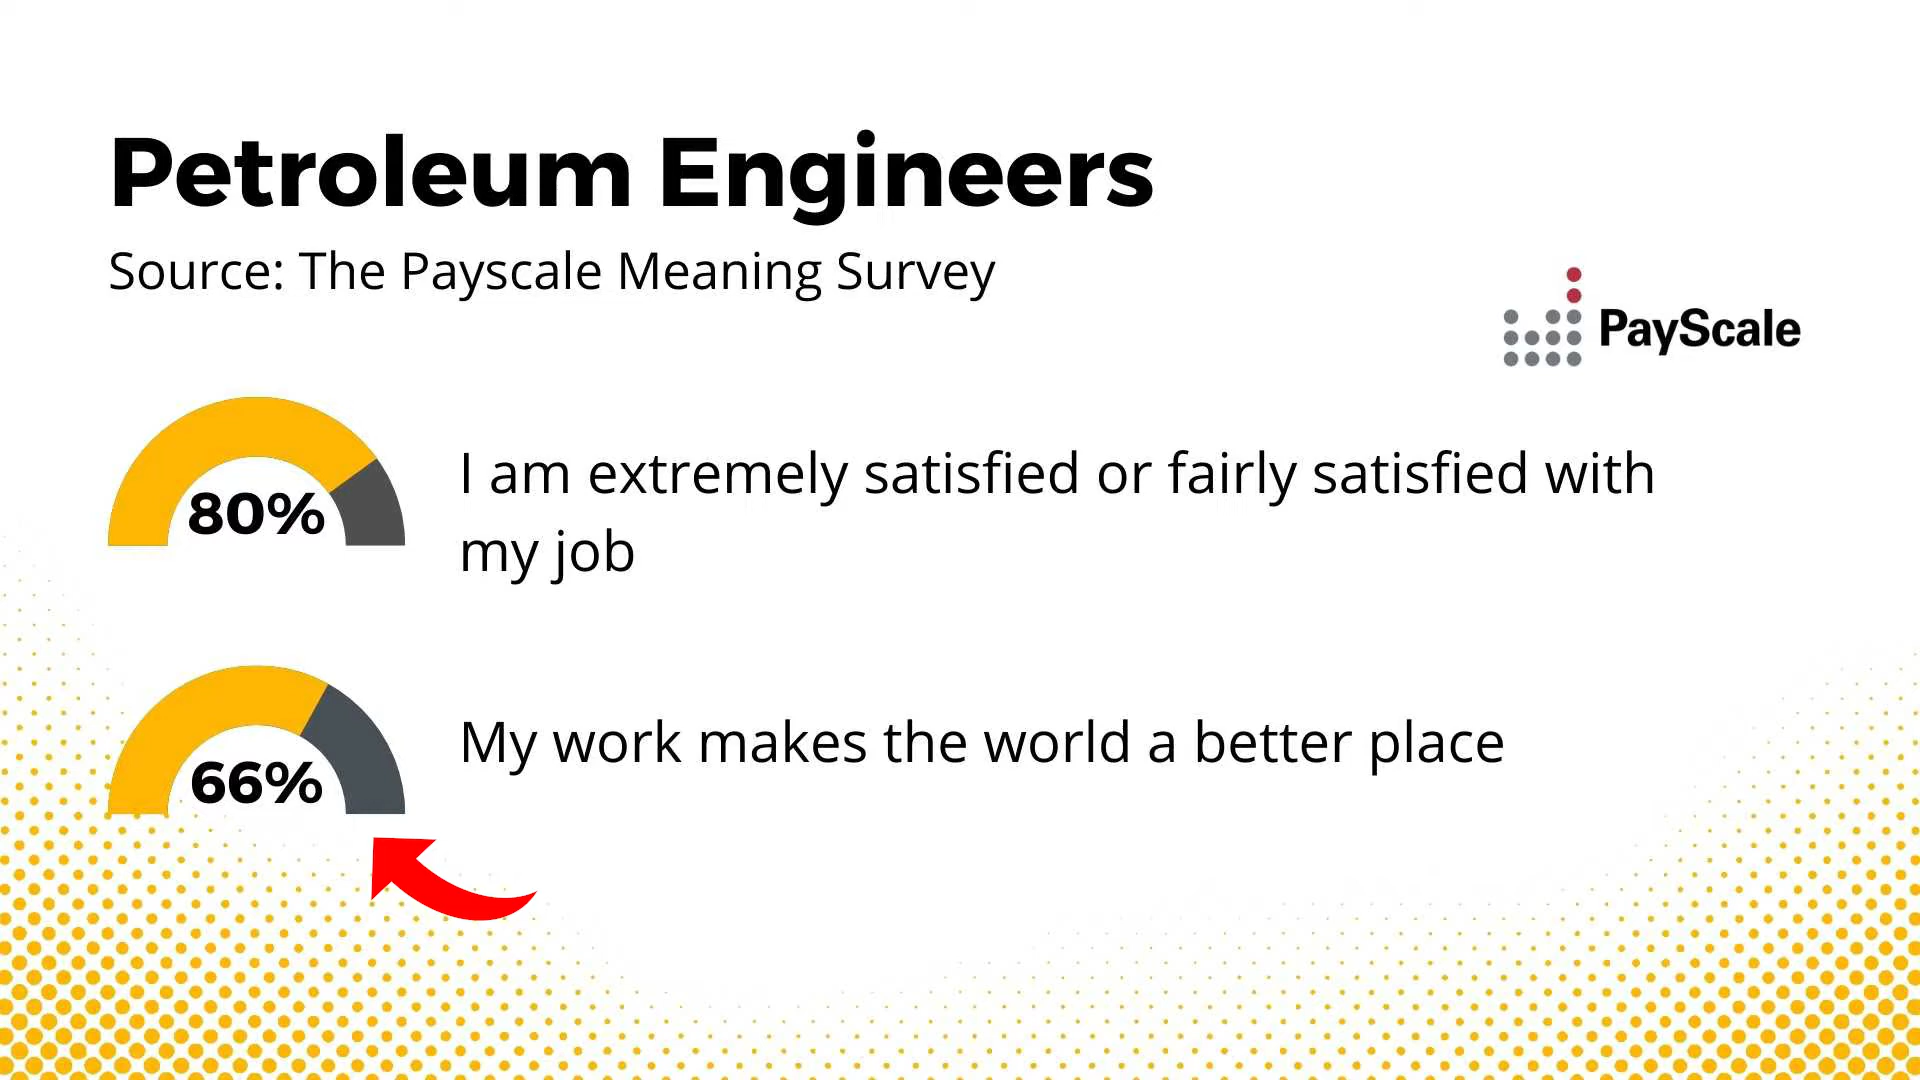 Petroleum Engineers
Source: The Payscale Meaning Survey
PayScale
80%
I am extremely satisfied or fairly satisfied with
my job
66%
My work makes the world a better place